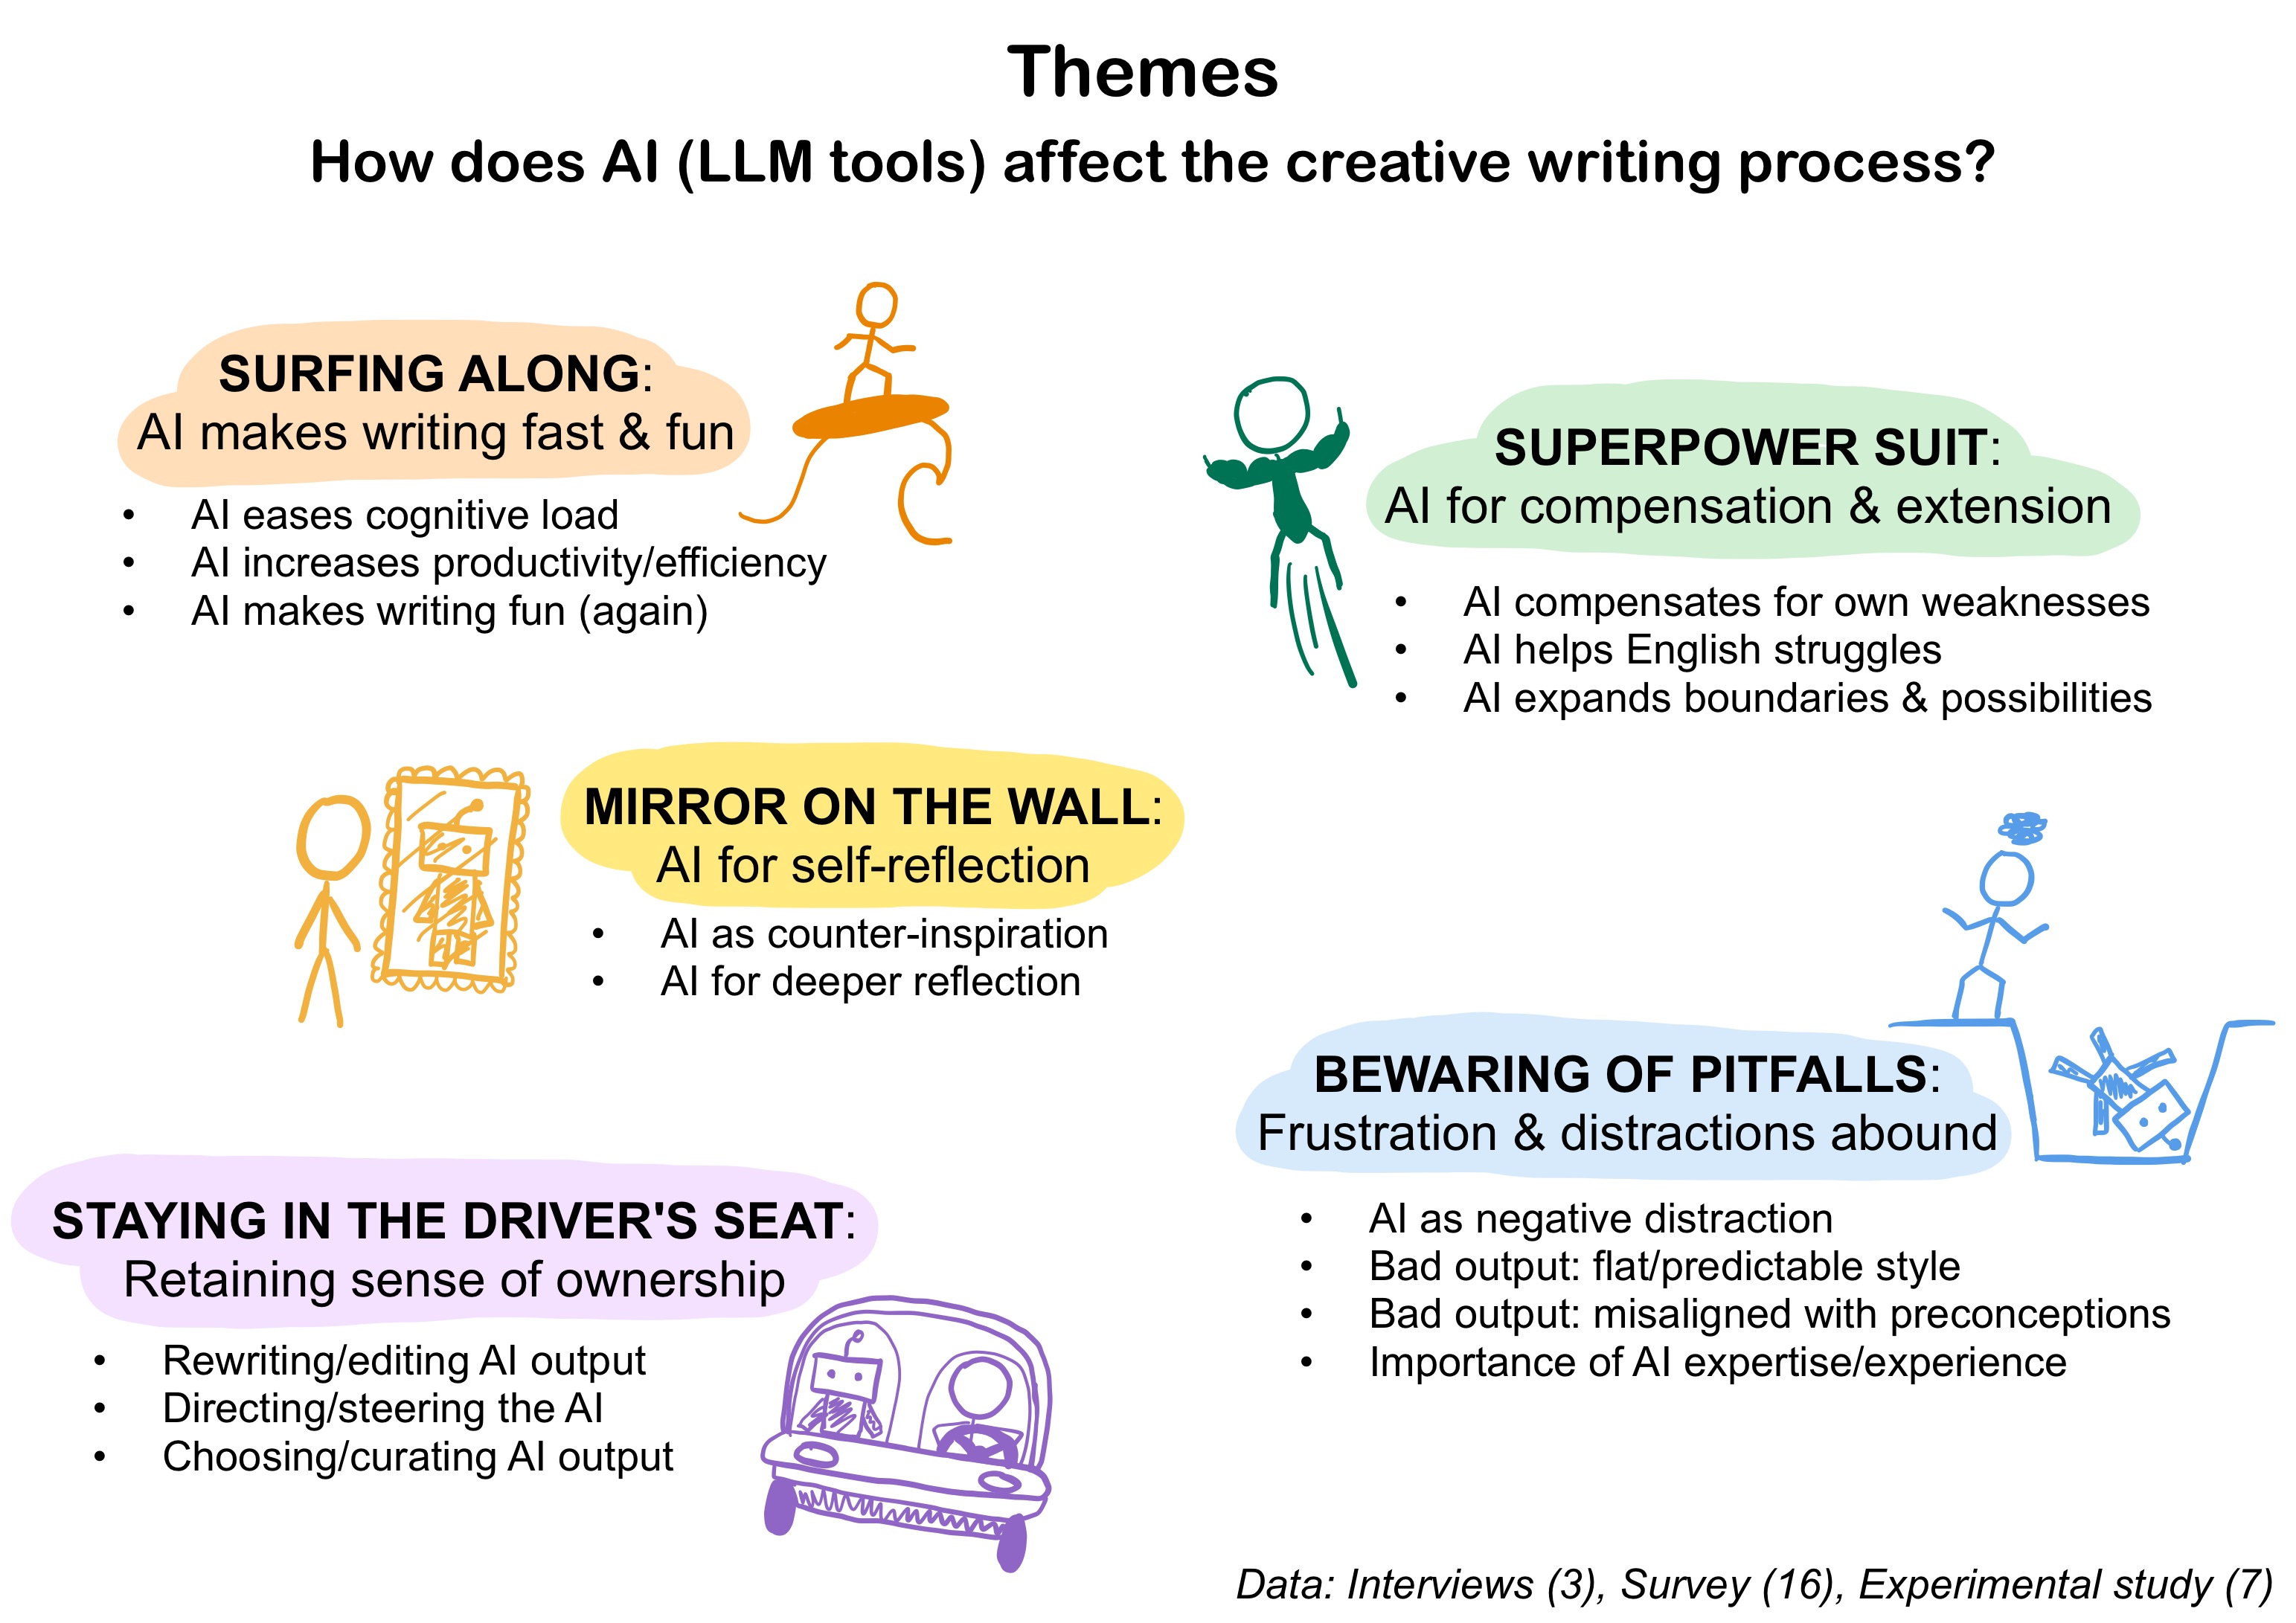 Themes
How does AI (LLM tools) affect the creative writing process?
SURFING ALONG:
AI makes writing fast & fun
• AI eases cognitive load
• AI increases productivity/efficiency
• AI makes writing fun (again)
SUPERPOWER SUIT:
AI for compensation & extension
• AI compensates for own weaknesses
• AI helps English struggles
• AI expands boundaries & possibilities
MIRROR ON THE WALL:
AI for self-reflection
• AI as counter-inspiration
• AI for deeper reflection
BEWARING OF PITFALLS:
Frustration & distractions abound
• AI as negative distraction
• Bad output: flat/predictable style
• Bad output: misaligned with preconceptions
• Importance of AI expertise/experience
STAYING IN THE DRIVER'S SEAT:
Retaining sense of ownership
• Rewriting/editing AI output
• Directing/steering the AI
• Choosing/curating AI output
Data: Interviews (3), Survey (16), Experimental study (7)